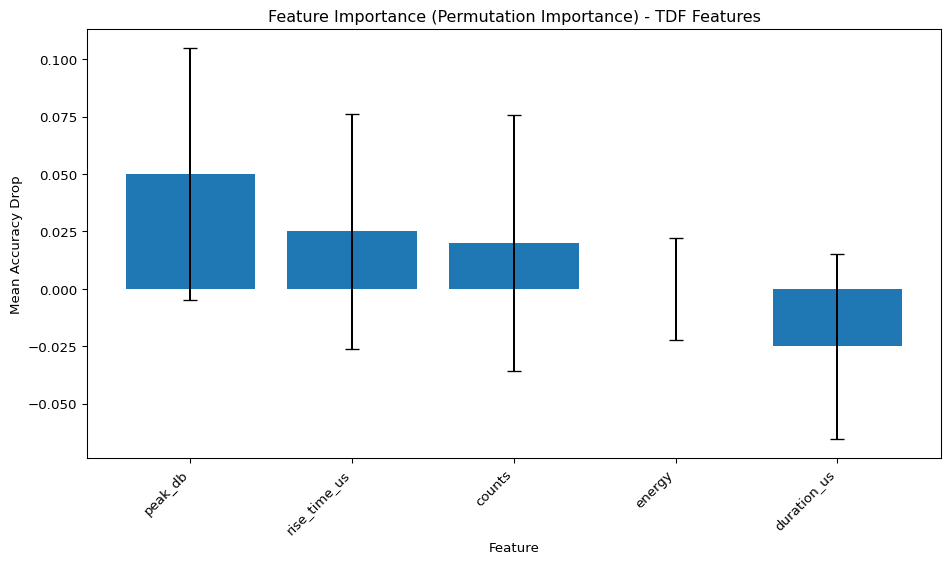 Feature Importance (Permutation Importance) - TDF Features
Mean Accuracy Drop
0.100
0.075
0.050
0.025
0.000
−0.025
−0.050
peak_db
rise_time_us
counts
energy
duration_us
Feature